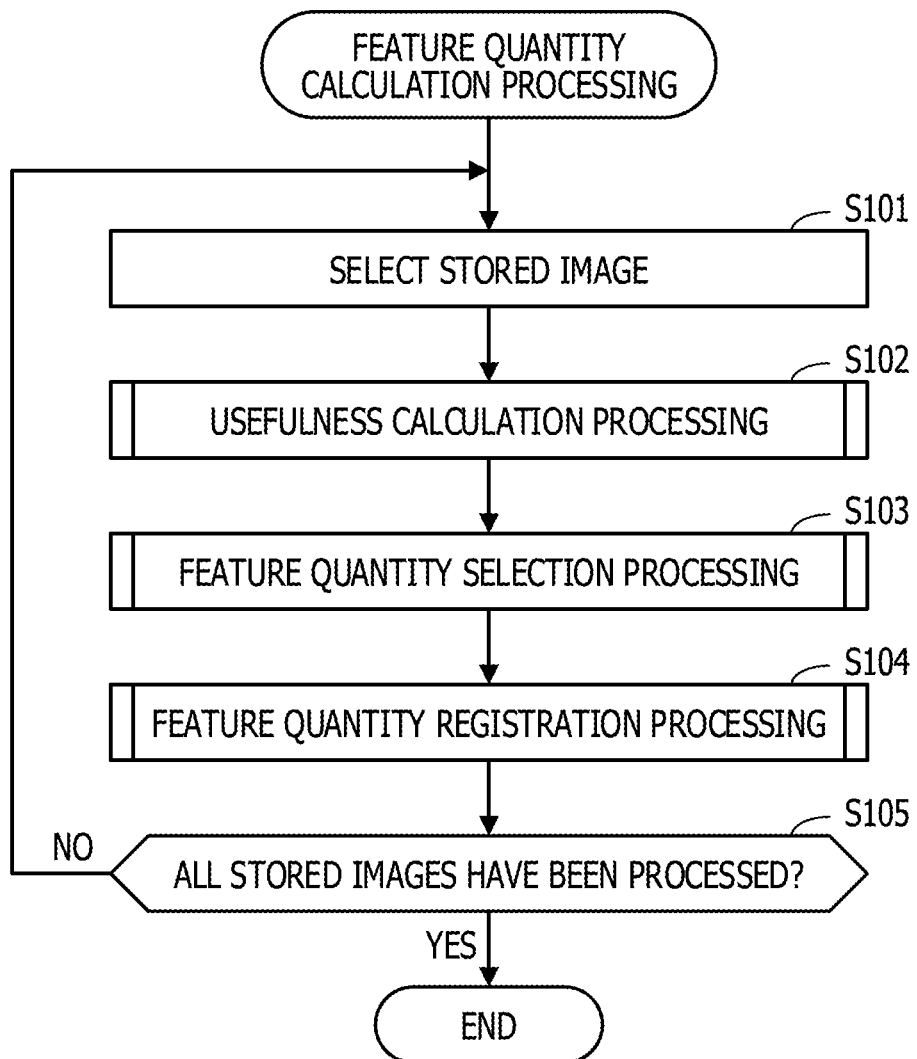 FEATURE QUANTITY
CALCULATION PROCESSING
S101
SELECT STORED IMAGE
S102
USEFULNESS CALCULATION PROCESSING
S103
FEATURE QUANTITY SELECTION PROCESSING
S104
FEATURE QUANTITY REGISTRATION PROCESSING
S105
NO
ALL STORED IMAGES HAVE BEEN PROCESSED?
YES
END